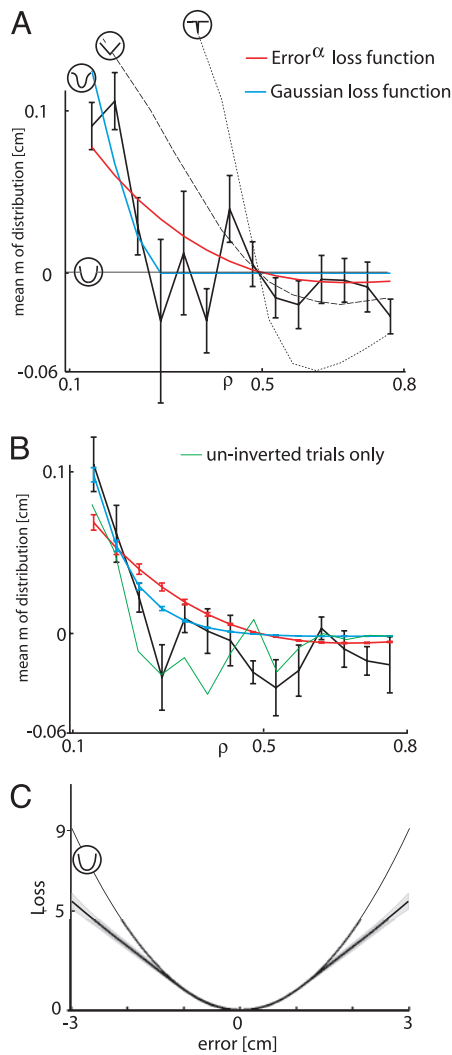 A
Error^α loss function
Gaussian loss function
mean m of distribution [cm]
0.1
0
-0.06
0.1
ρ
0.5
0.8
B
un-inverted trials only
mean m of distribution [cm]
0.1
0
-0.06
0.1
ρ
0.5
0.8
C
Loss
9
5
0
-3
0
3
error [cm]